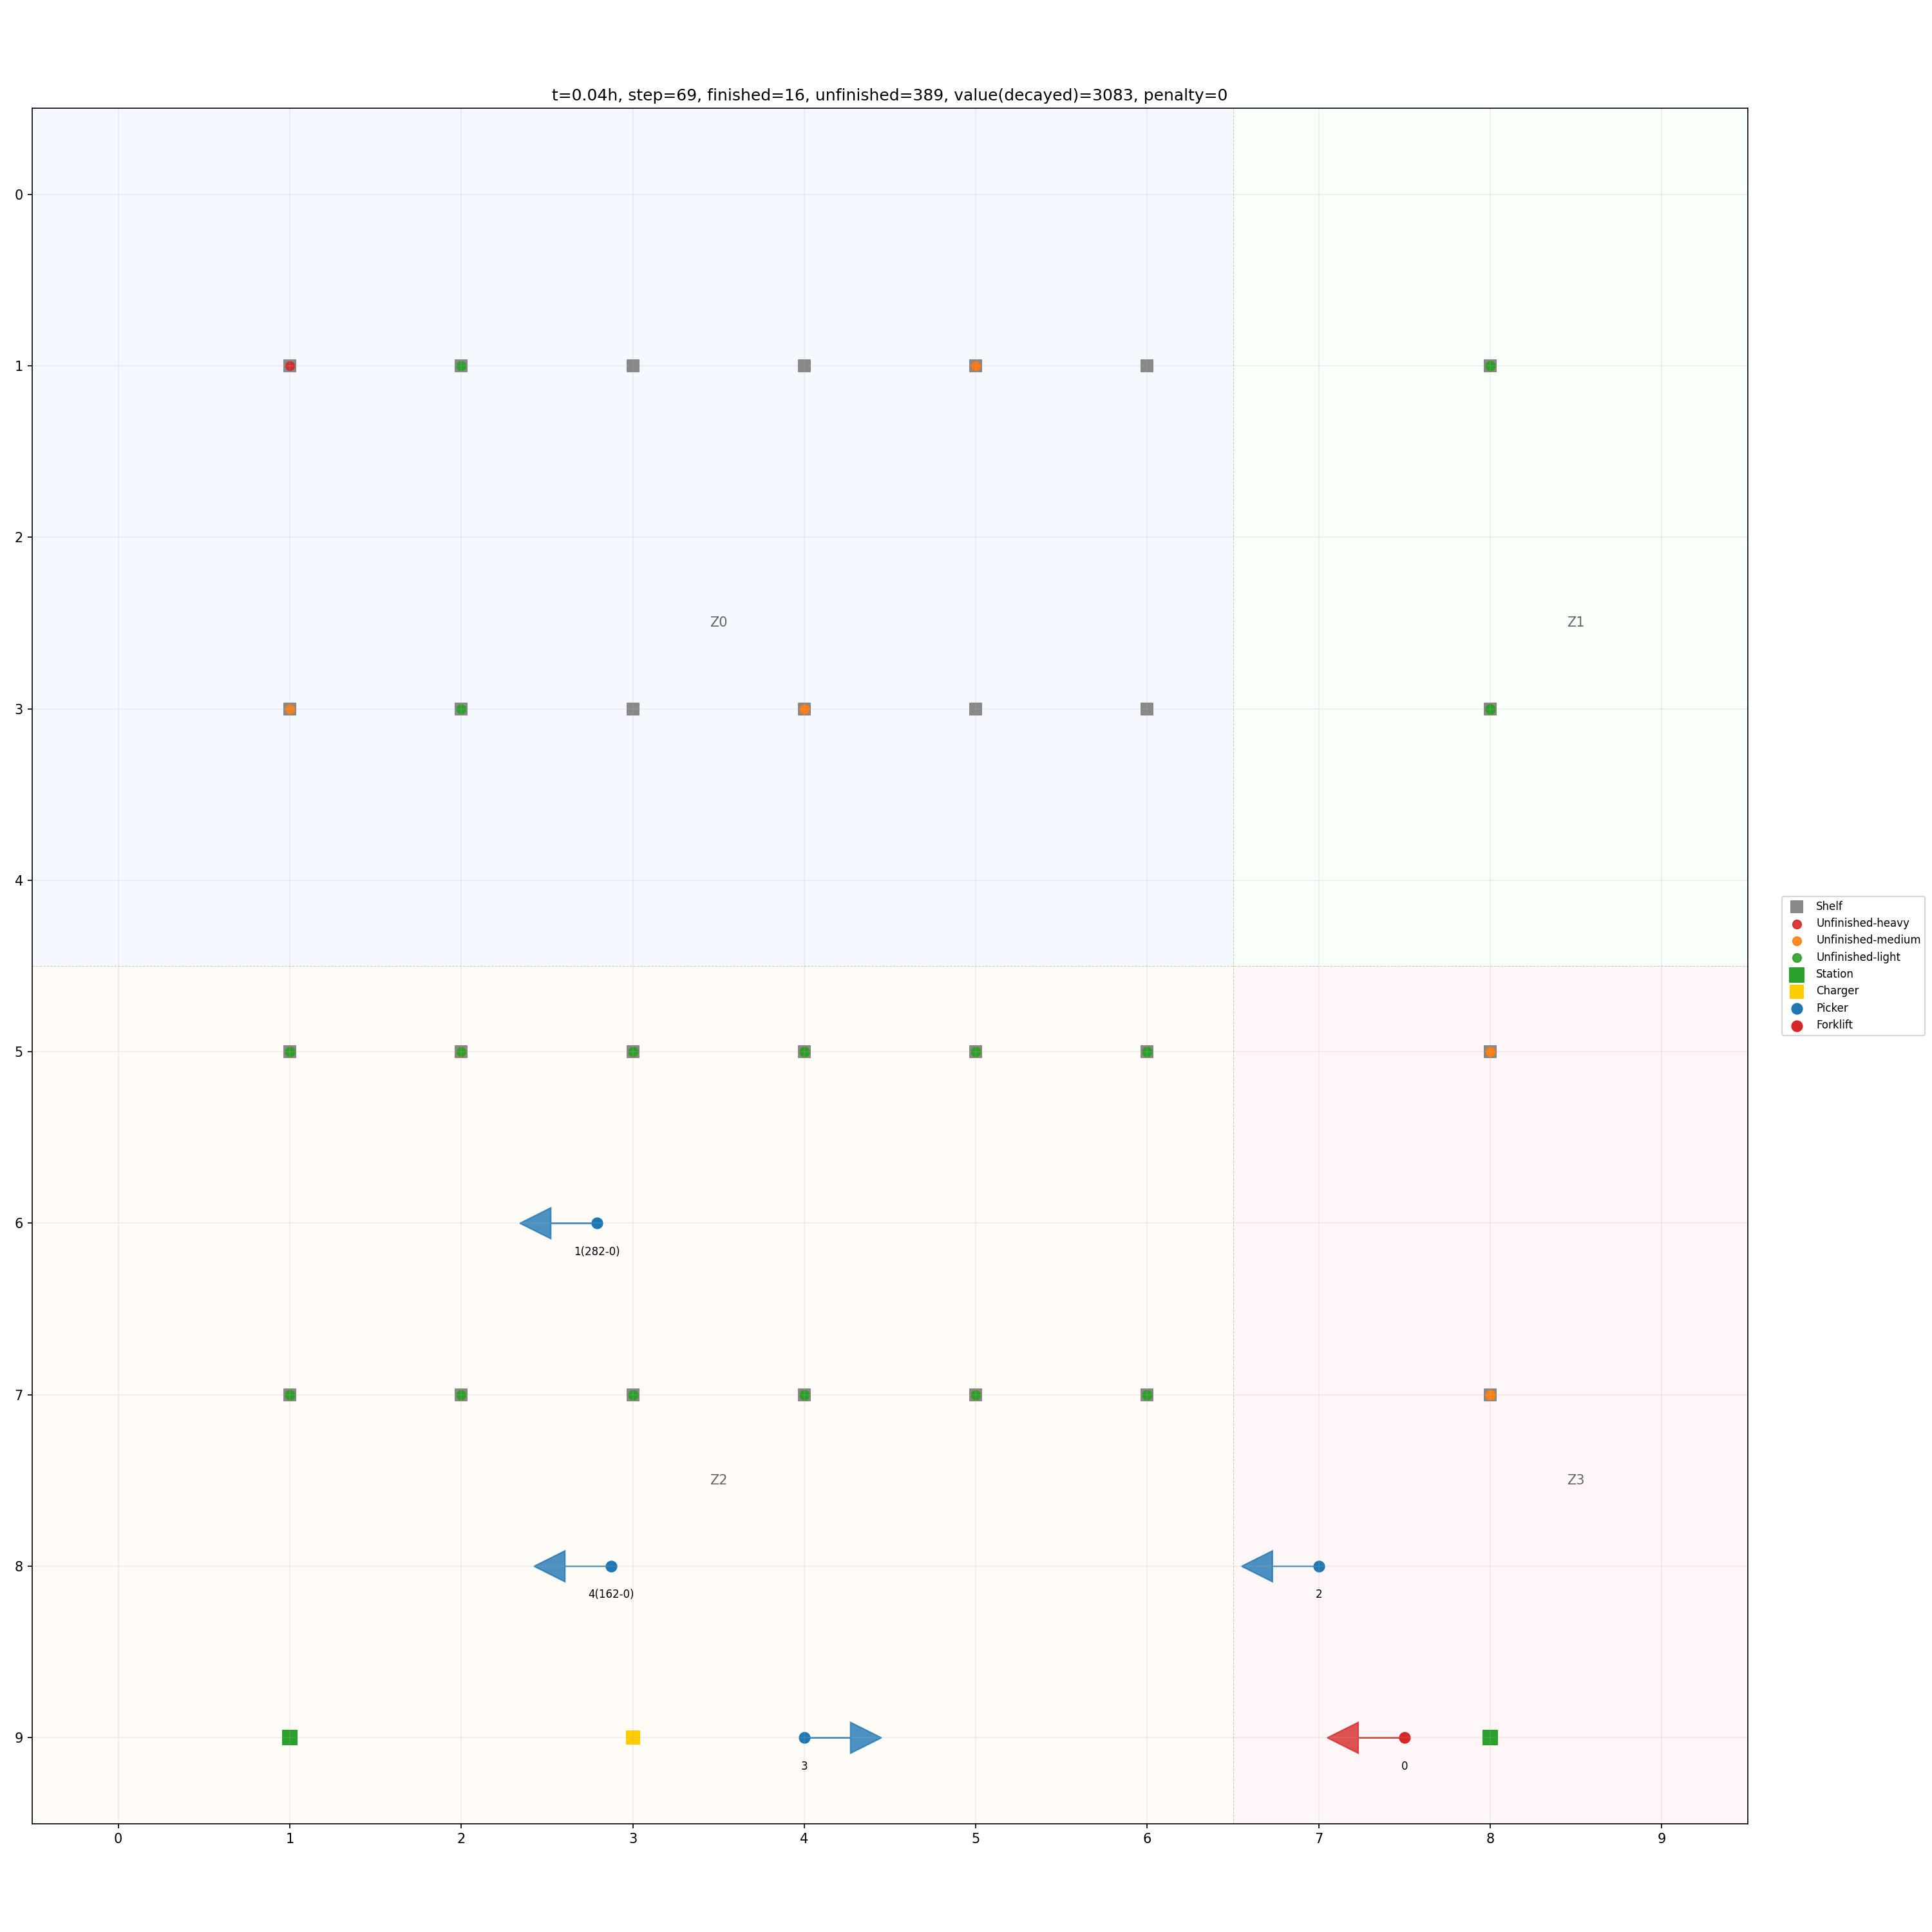 t=0.04h, step=69, finished=16, unfinished=389, value(decayed)=3083, penalty=0
0
1
2
Z0
Z1
3
4
Shelf
Unfinished-heavy
Unfinished-medium
Unfinished-light
Station
Charger
Picker
Forklift
5
6
1(282-0)
7
Z2
Z3
8
4(162-0)
2
9
3
0
0 1 2 3 4 5 6 7 8 9